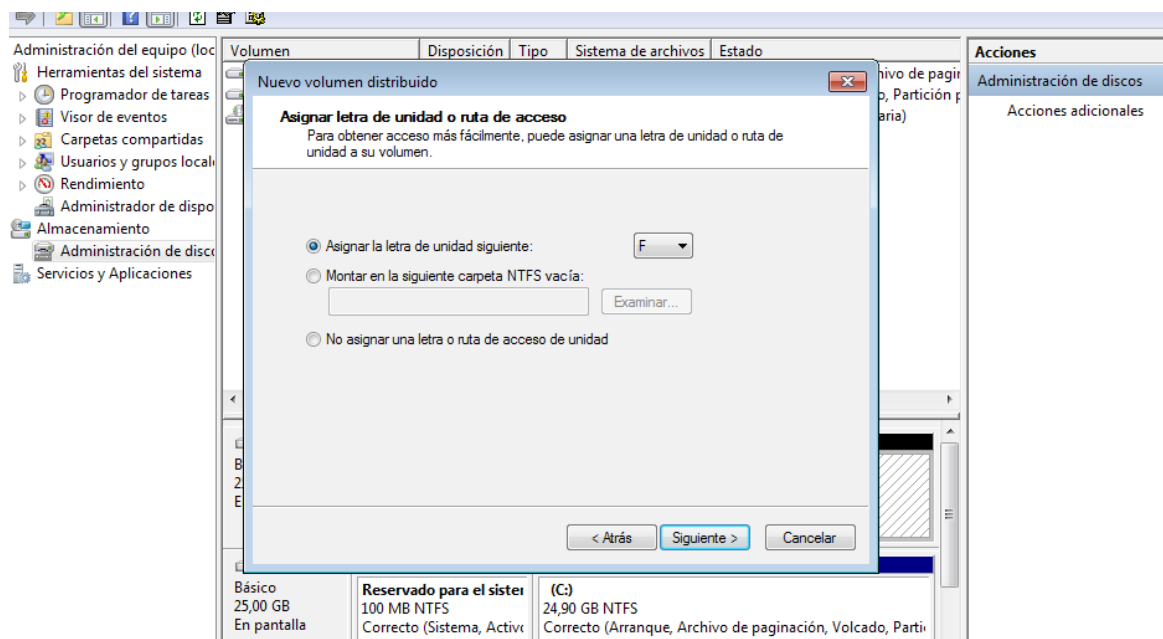 Administración del equipo (loc
Herramientas del sistema
Programador de tareas
Visor de eventos
Carpetas compartidas
Usuarios y grupos local
Rendimiento
Administrador de dispo
Almacenamiento
Administración de disco
Servicios y Aplicaciones
Volumen Disposición Tipo Sistema de archivos Estado
hivo de pagin
o, Partición p
aria)
Nuevo volumen distribuido
Asignar letra de unidad o ruta de acceso
Para obtener acceso más fácilmente, puede asignar una letra de unidad o ruta de
unidad a su volumen.
Asignar la letra de unidad siguiente: F
Montar en la siguiente carpeta NTFS vacía:
Examinar...
No asignar una letra o ruta de acceso de unidad
< Atrás Siguiente > Cancelar
B
2
E
Básico
25,00 GB
En pantalla
Reservado para el sister
100 MB NTFS
Correcto (Sistema, Activo
(C:)
24,90 GB NTFS
Correcto (Arranque, Archivo de paginación, Volcado, Parti
Acciones
Administración de discos
Acciones adicionales